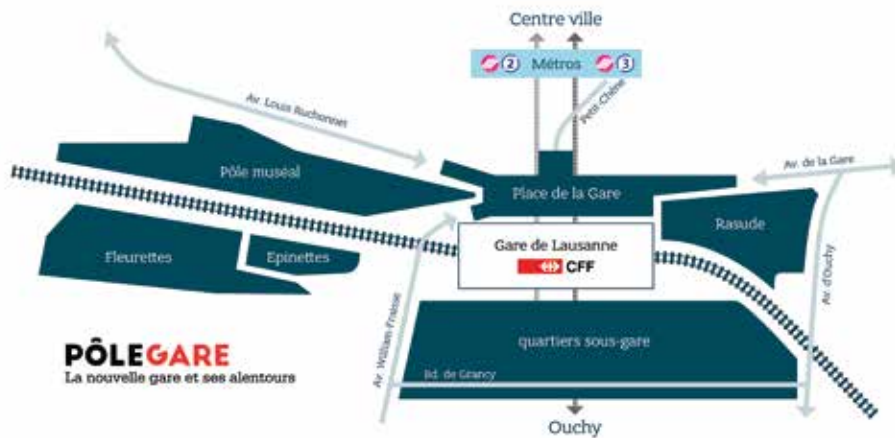 Centre ville
2 Métros 3
Petit-Chêne
Av. Louis Ruchonnet
Av. de la Gare
Pôle muséal
Place de la Gare
Rasude
Gare de Lausanne
CFF
Fleurettes
Epinettes
Av. d'Ouchy
Av. William-Fraisse
quartiers sous-gare
PÔLEGARE
La nouvelle gare et ses alentours
Bd. de Grancy
Ouchy